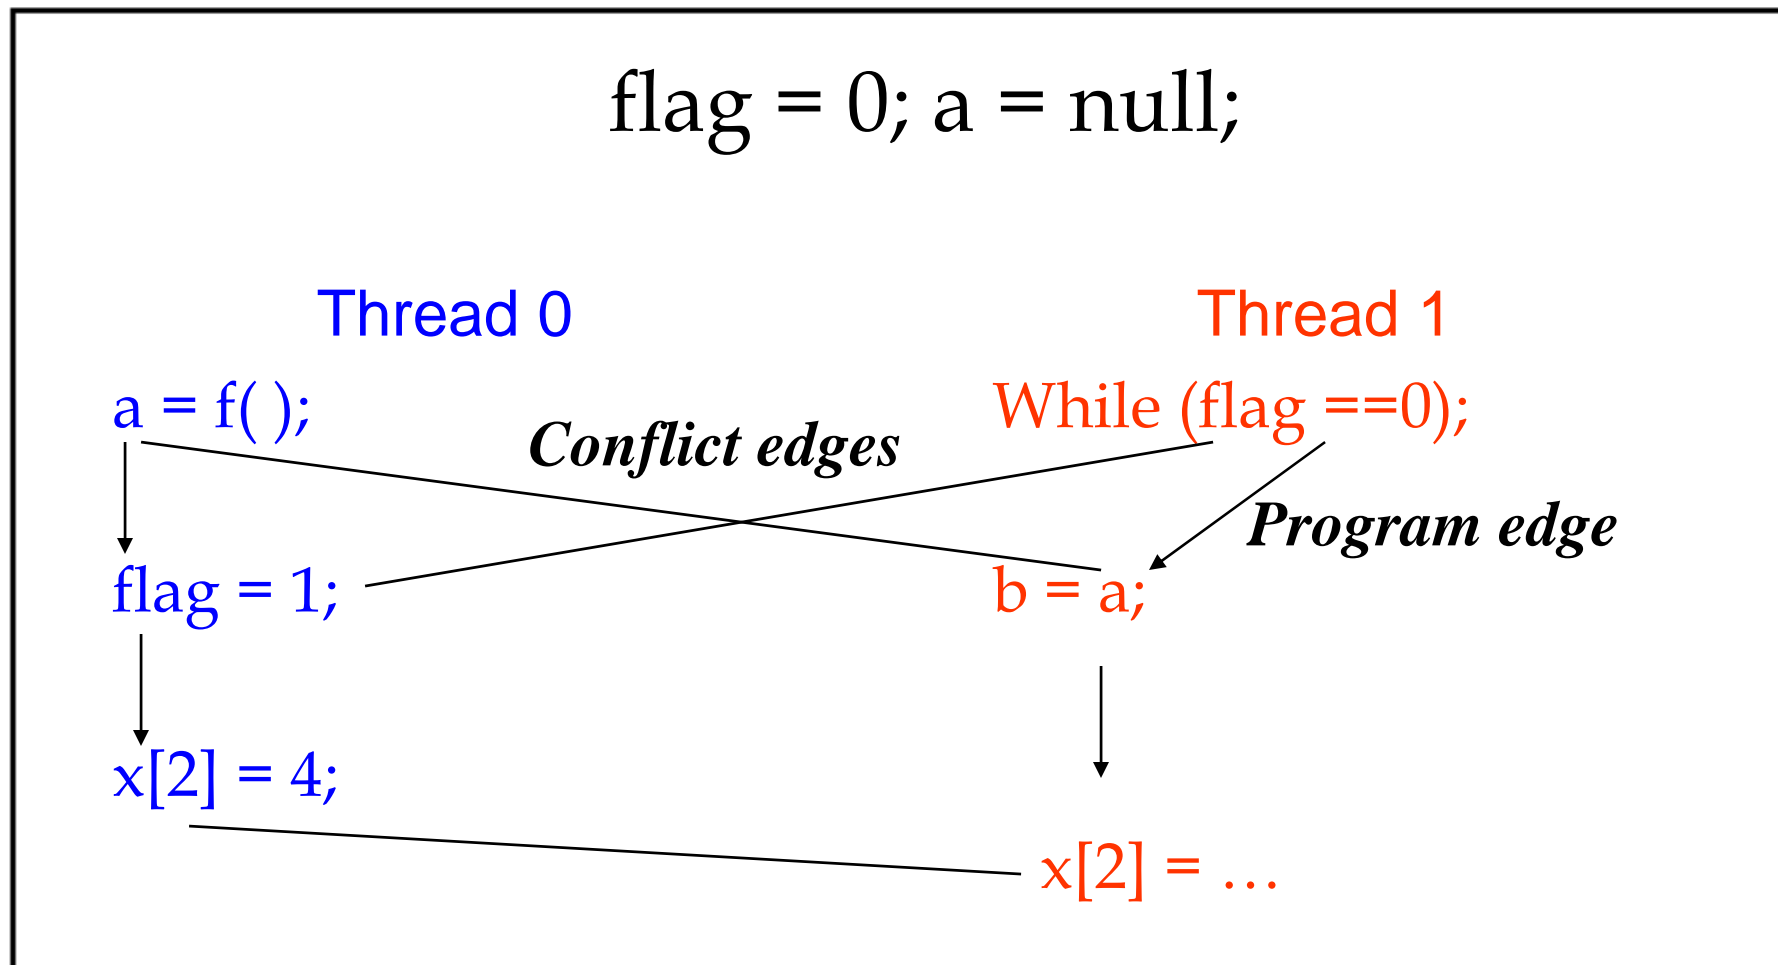 flag = 0; a = null;
Thread 0
Thread 1
a = f( );
While (flag ==0);
Conflict edges
Program edge
flag = 1;
b = a;
x[2] = 4;
x[2] = …